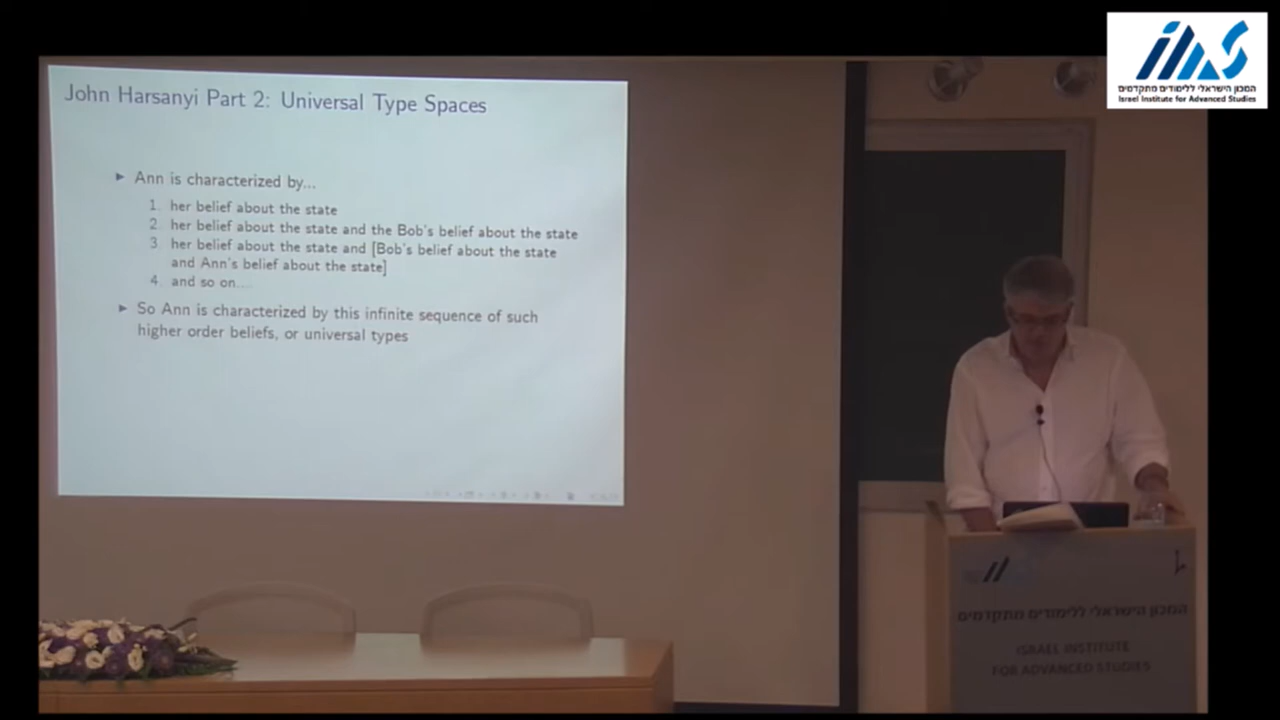 John Harsanyi Part 2: Universal Type Spaces
► Ann is characterized by...
1. her belief about the state
2. her belief about the state and the Bob's belief about the state
3. her belief about the state and [Bob's belief about the state
and Ann's belief about the state]
4. and so on....
► So Ann is characterized by this infinite sequence of such
higher order beliefs, or universal types
המכון הישראלי ללימודים מתקדמים
Israel Institute for Advanced Studies
המכון הישראלי ללימודים מתקדמים
ISRAEL INSTITUTE
FOR ADVANCED STUDIES